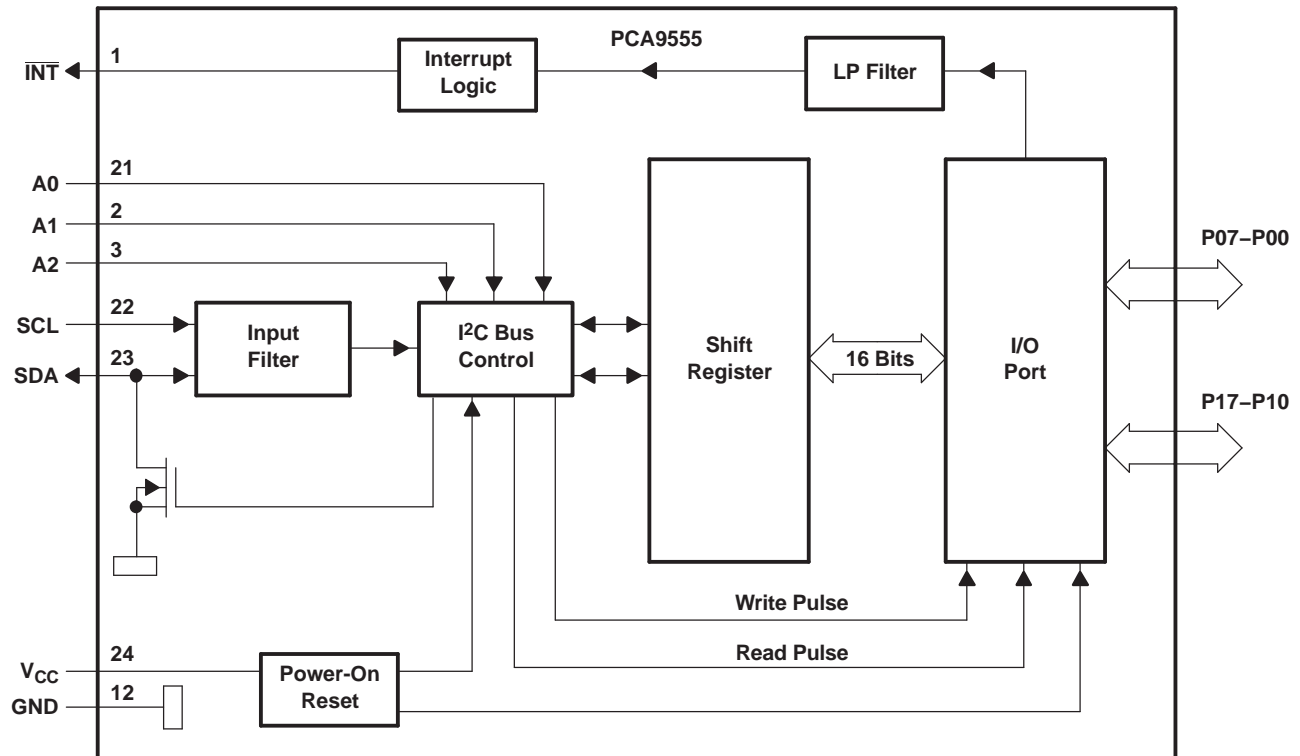 PCA9555
INT
1
Interrupt
Logic
LP Filter
A0
21
A1
2
A2
3
SCL
22
SDA
23
Input
Filter
I²C Bus
Control
Shift
Register
16 Bits
I/O
Port
P07–P00
P17–P10
Write Pulse
Read Pulse
VCC
24
GND
12
Power-On
Reset